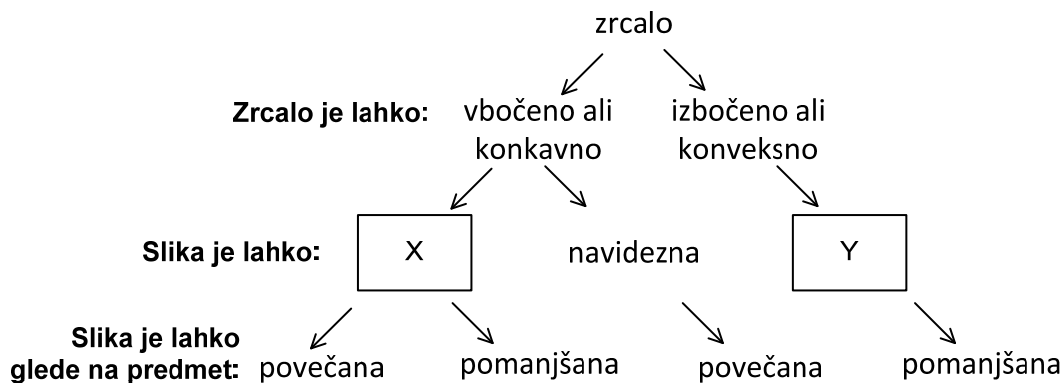 zrcalo
Zrcalo je lahko: vbočeno ali izbočeno ali
konkavno konveksno
Slika je lahko: X navidezna Y
Slika je lahko
glede na predmet: povečana pomanjšana povečana pomanjšana